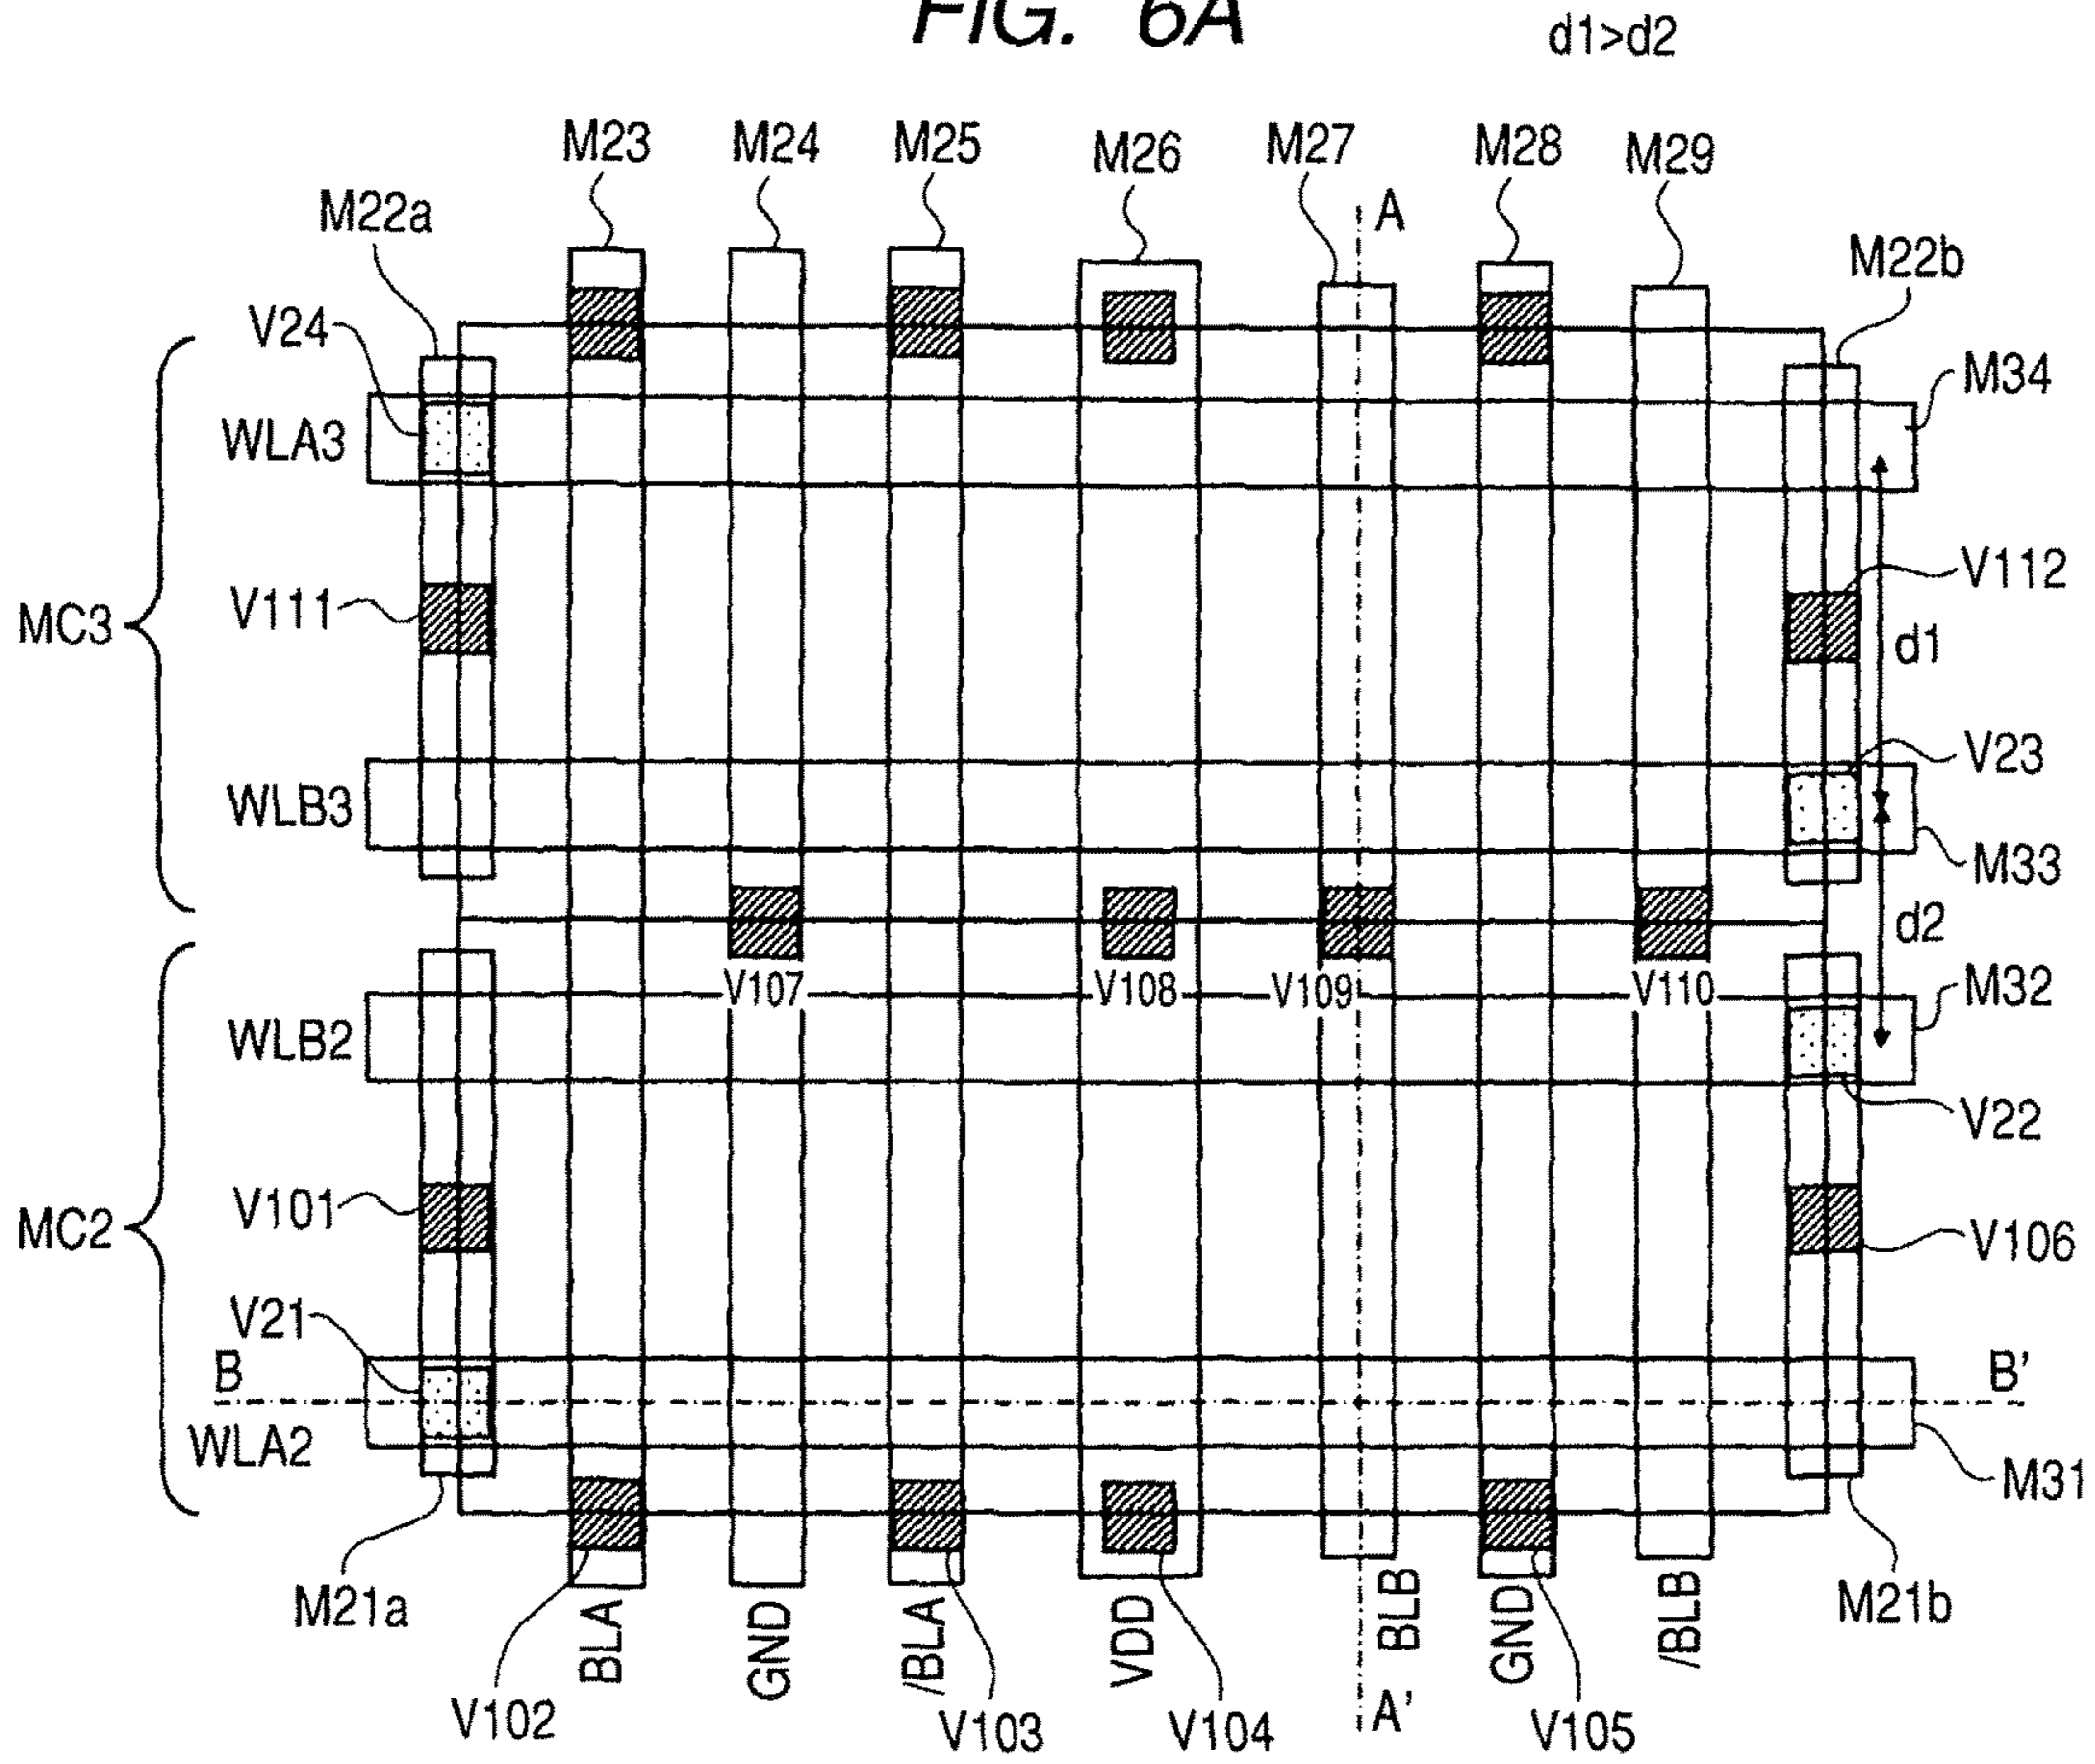 FIG. 6A
d1>d2
M23
M24
M25
M26
M27
M28
M29
M22a
A
M22b
V24
M34
WLA3
V111
V112
MC3
d1
V23
WLB3
M33
d2
V107
V108
V109
V110
M32
WLB2
V22
V101
MC2
V106
V21
B
B'
WLA2
M31
M21a
M21b
BLA
GND
/BLA
VDD
BLB
GND
/BLB
V102
V103
V104
A'
V105